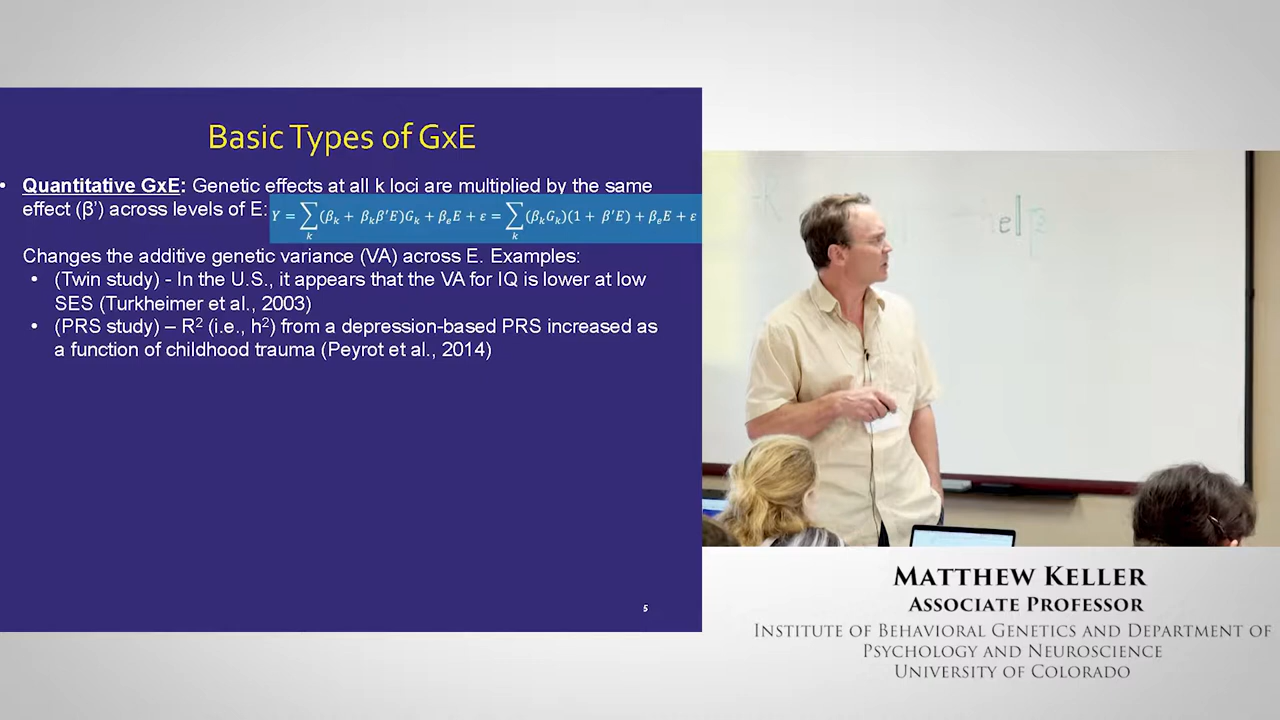 Basic Types of GxE
• Quantitative GxE: Genetic effects at all k loci are multiplied by the same
effect (β’) across levels of E:
Y = ∑k (βk + βkβ′E)Gk + βeE + ε = ∑k (βkGk)(1 + β′E) + βeE + ε
Changes the additive genetic variance (VA) across E. Examples:
• (Twin study) - In the U.S., it appears that the VA for IQ is lower at low
SES (Turkheimer et al., 2003)
• (PRS study) – R² (i.e., h²) from a depression-based PRS increased as
a function of childhood trauma (Peyrot et al., 2014)
5
Matthew Keller
Associate Professor
Institute of Behavioral Genetics and Department of
Psychology and Neuroscience
University of Colorado